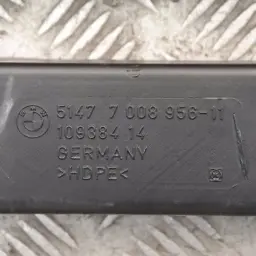 5147 7 008 956-11
109384 14
GERMANY
>HDPE<